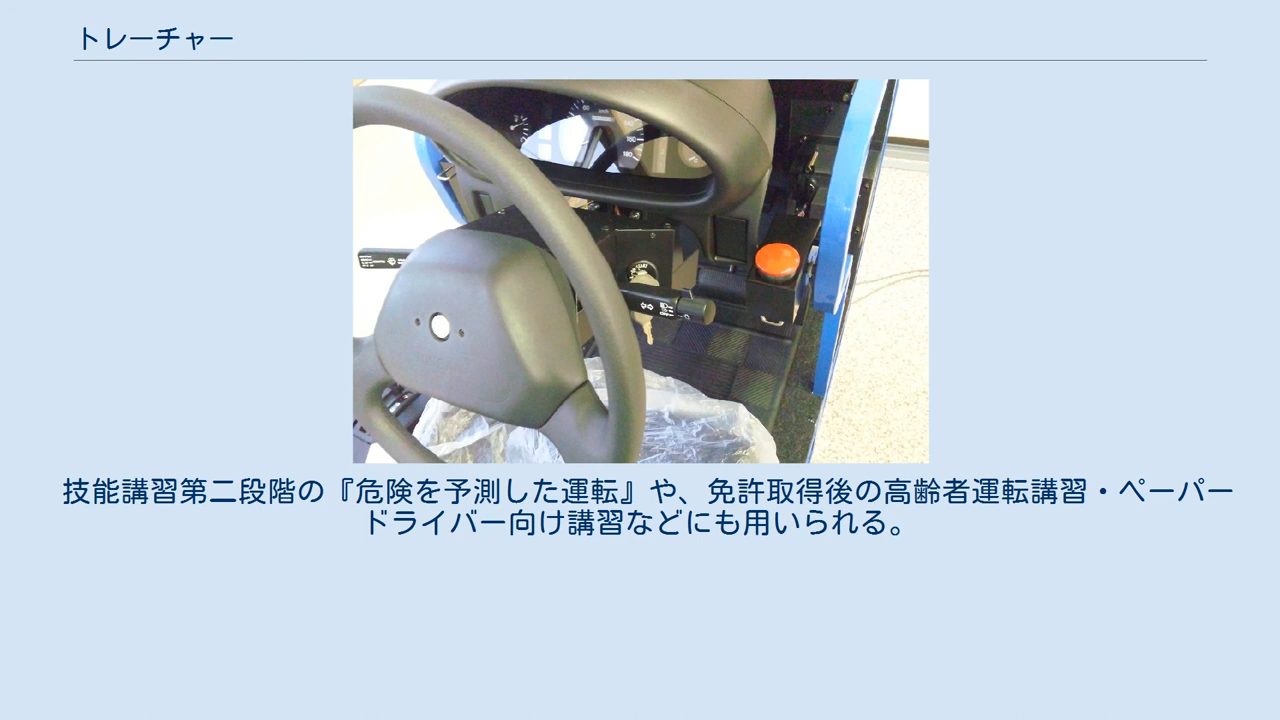 トレーチャー
技能講習第二段階の『危険を予測した運転』や、免許取得後の高齢者運転講習・ペーパー
ドライバー向け講習などにも用いられる。